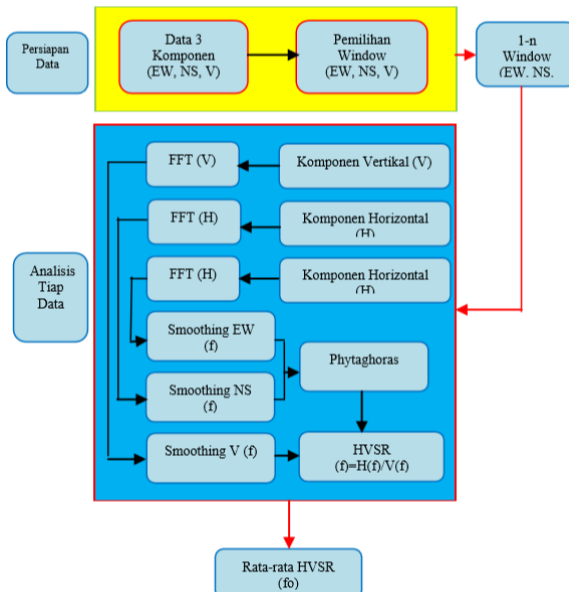 Persiapan
Data
Data 3
Komponen
(EW, NS, V)
Pemilihan
Window
(EW, NS, V)
1-n
Window
(EW. NS.
Analisis
Tiap
Data
FFT (V)
Komponen Vertikal (V)
FFT (H)
Komponen Horizontal
(H)
FFT (H)
Komponen Horizontal
(H)
Smoothing EW
(f)
Phytaghoras
Smoothing NS
(f)
Smoothing V (f)
HVSR
(f)=H(f)/V(f)
Rata-rata HVSR
(fo)